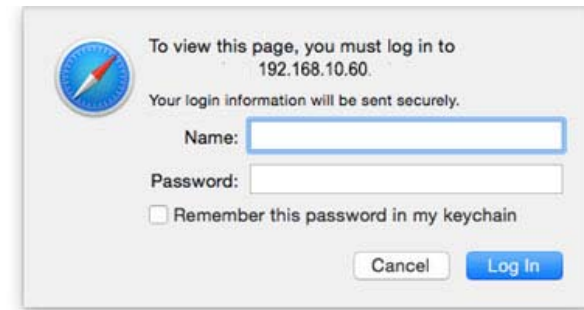 To view this page, you must log in to
192.168.10.60.
Your login information will be sent securely.
Name:
Password:
Remember this password in my keychain
Cancel Log In